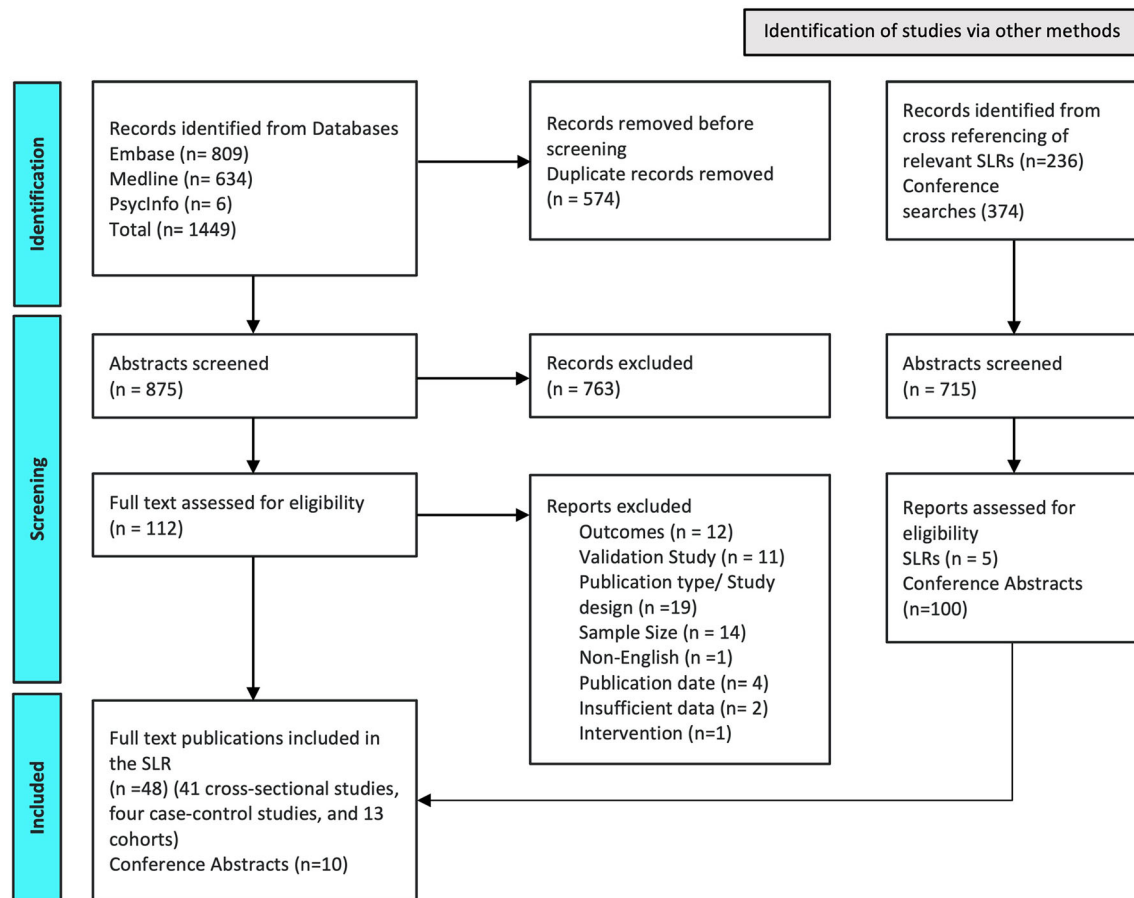 Identification of studies via other methods
Identification
Records identified from Databases
Embase (n= 809)
Medline (n= 634)
PsycInfo (n= 6)
Total (n= 1449)
Records removed before
screening
Duplicate records removed
(n = 574)
Records identified from
cross referencing of
relevant SLRs (n=236)
Conference
searches (374)
Screening
Abstracts screened
(n = 875)
Records excluded
(n = 763)
Abstracts screened
(n = 715)
Full text assessed for eligibility
(n = 112)
Reports excluded
Outcomes (n = 12)
Validation Study (n = 11)
Publication type/ Study
design (n =19)
Sample Size (n = 14)
Non-English (n =1)
Publication date (n= 4)
Insufficient data (n= 2)
Intervention (n=1)
Reports assessed for
eligibility
SLRs (n = 5)
Conference Abstracts
(n=100)
Included
Full text publications included in
the SLR
(n =48) (41 cross-sectional studies,
four case-control studies, and 13
cohorts)
Conference Abstracts (n=10)